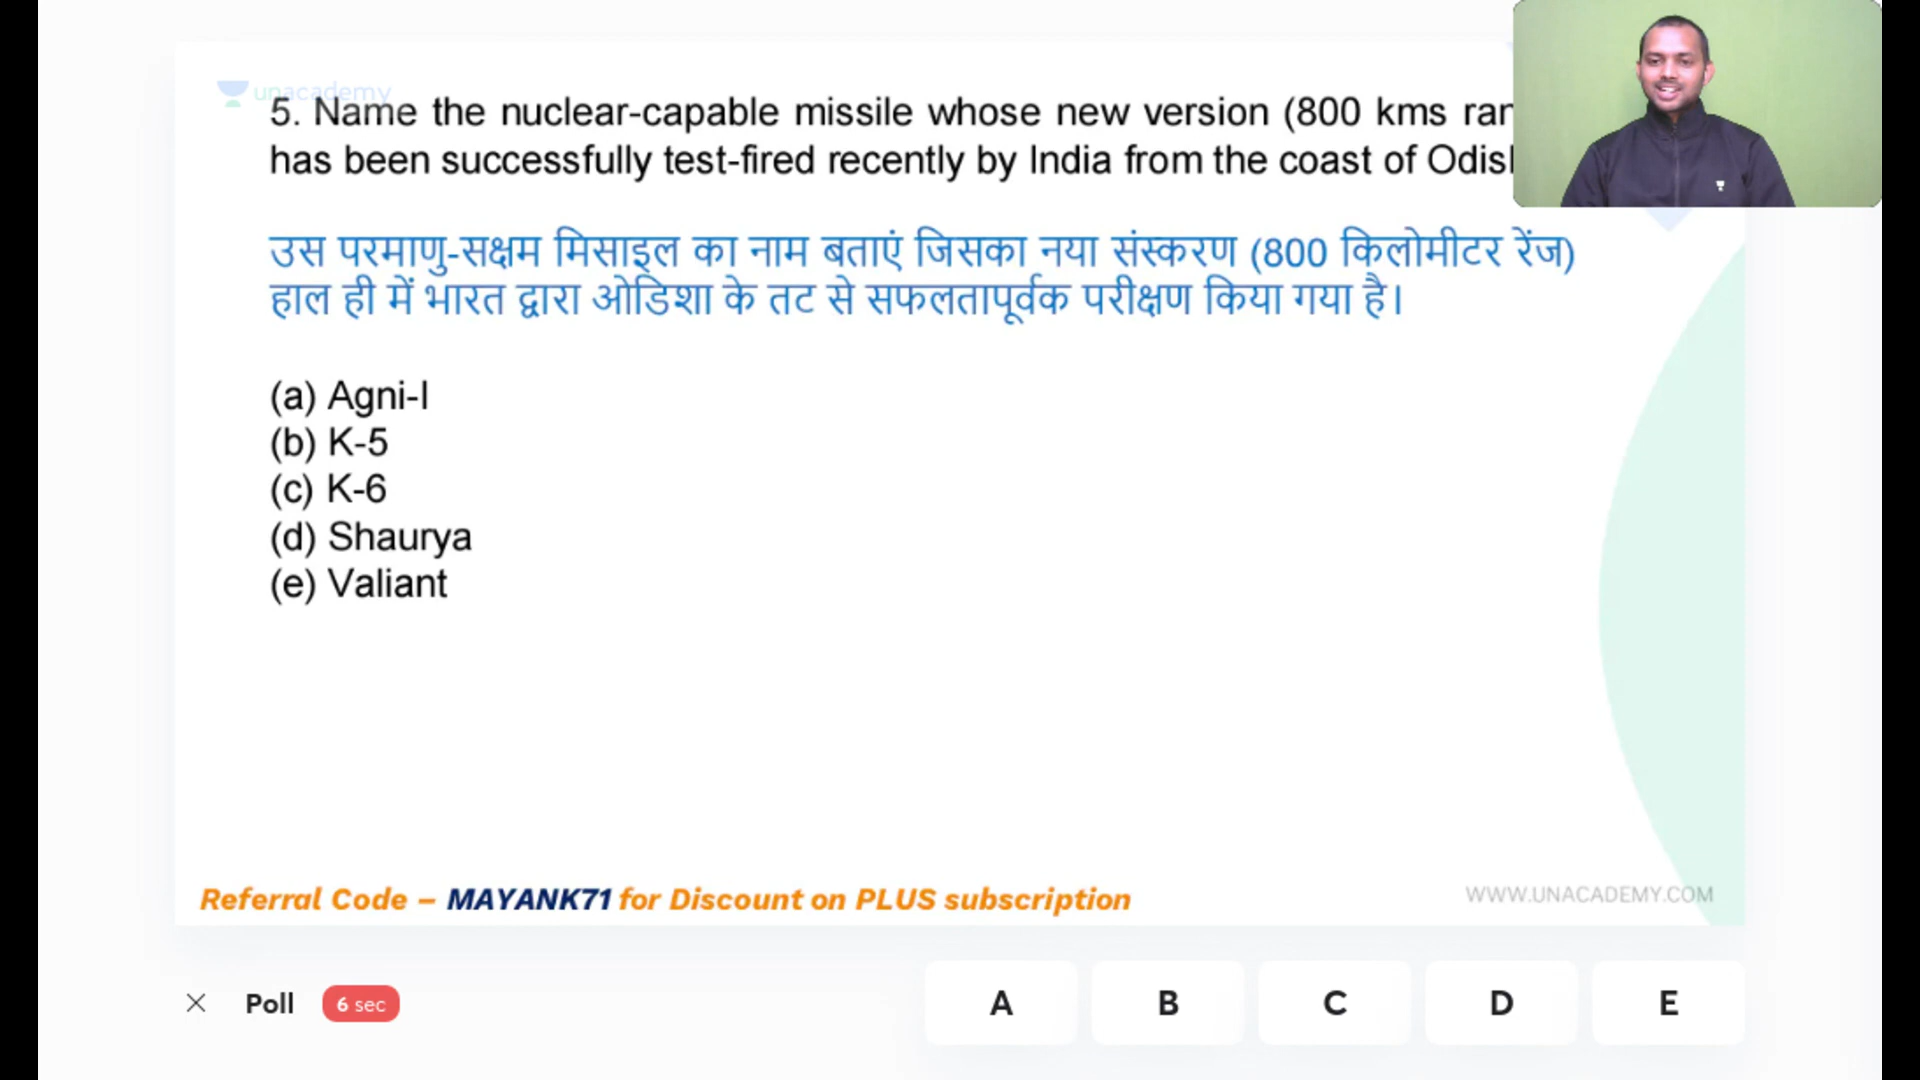 unacademy
5. Name the nuclear-capable missile whose new version (800 kms
has been successfully test-fired recently by India from the coast of
उस परमाणु-सक्षम मिसाइल का नाम बताएं जिसका नया संस्करण (800 किलोमीटर रेंज)
हाल ही में भारत द्वारा ओडिशा के तट से सफलतापूर्वक परीक्षण किया गया है।
(a) Agni-I
(b) K-5
(c) K-6
(d) Shaurya
(e) Valiant
Referral Code – MAYANK71 for Discount on PLUS subscription
WWW.UNACADEMY.COM
Poll 6 sec A B C D E